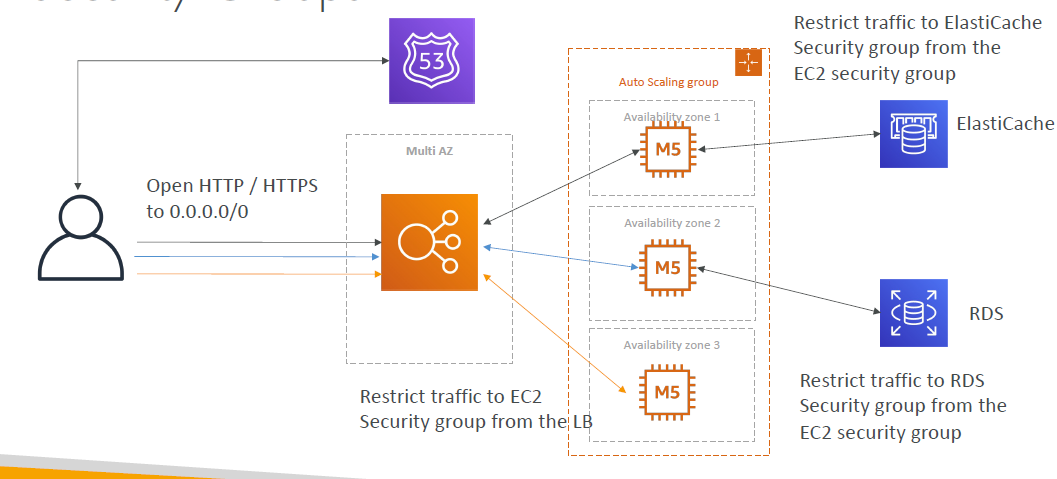 Security Groups
53
Restrict traffic to ElastiCache
Security group from the
EC2 security group
Auto Scaling group
Availability zone 1
M5
ElastiCache
Multi AZ
Open HTTP / HTTPS
to 0.0.0.0/0
Availability zone 2
M5
RDS
Availability zone 3
M5
Restrict traffic to EC2
Security group from the LB
Restrict traffic to RDS
Security group from the
EC2 security group